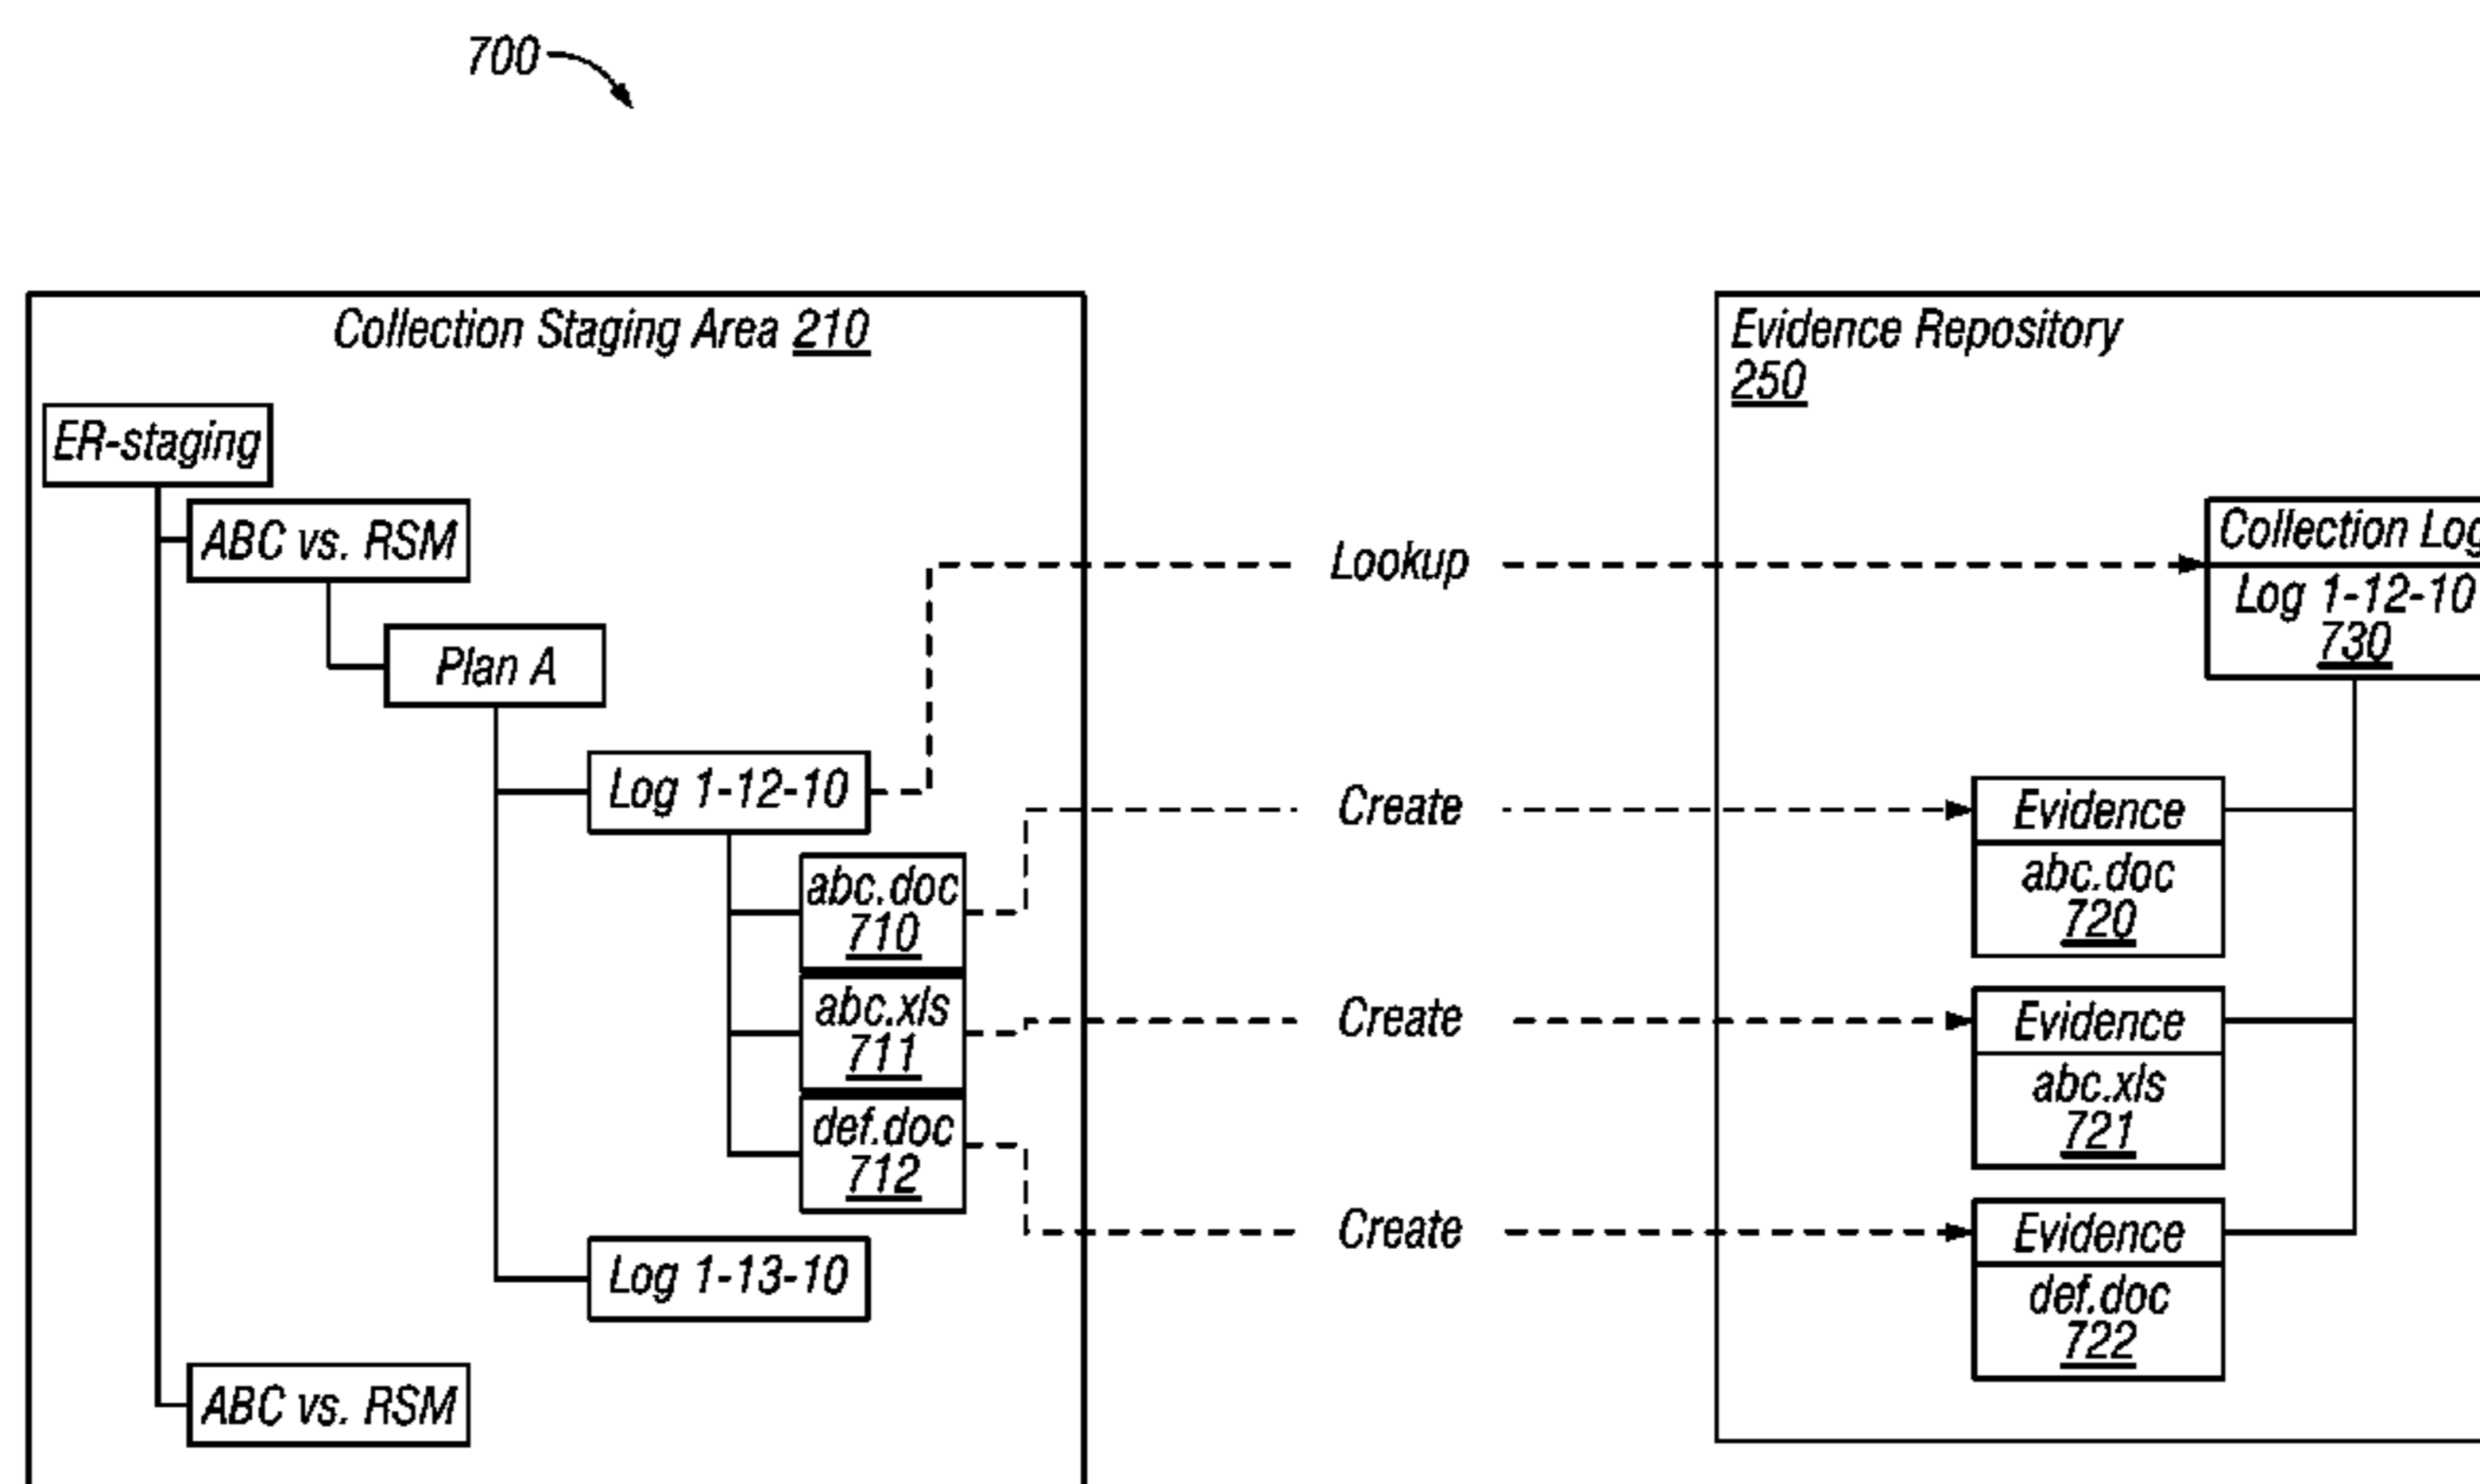 700
Collection Staging Area 210
ER-staging
ABC vs. RSM
Plan A
Log 1-12-10
abc.doc
710
abc.xls
711
def.doc
712
Log 1-13-10
ABC vs. RSM
Lookup
Create
Create
Create
Evidence Repository
250
Collection Log
Log 1-12-10
730
Evidence
abc.doc
720
Evidence
abc.xls
721
Evidence
def.doc
722